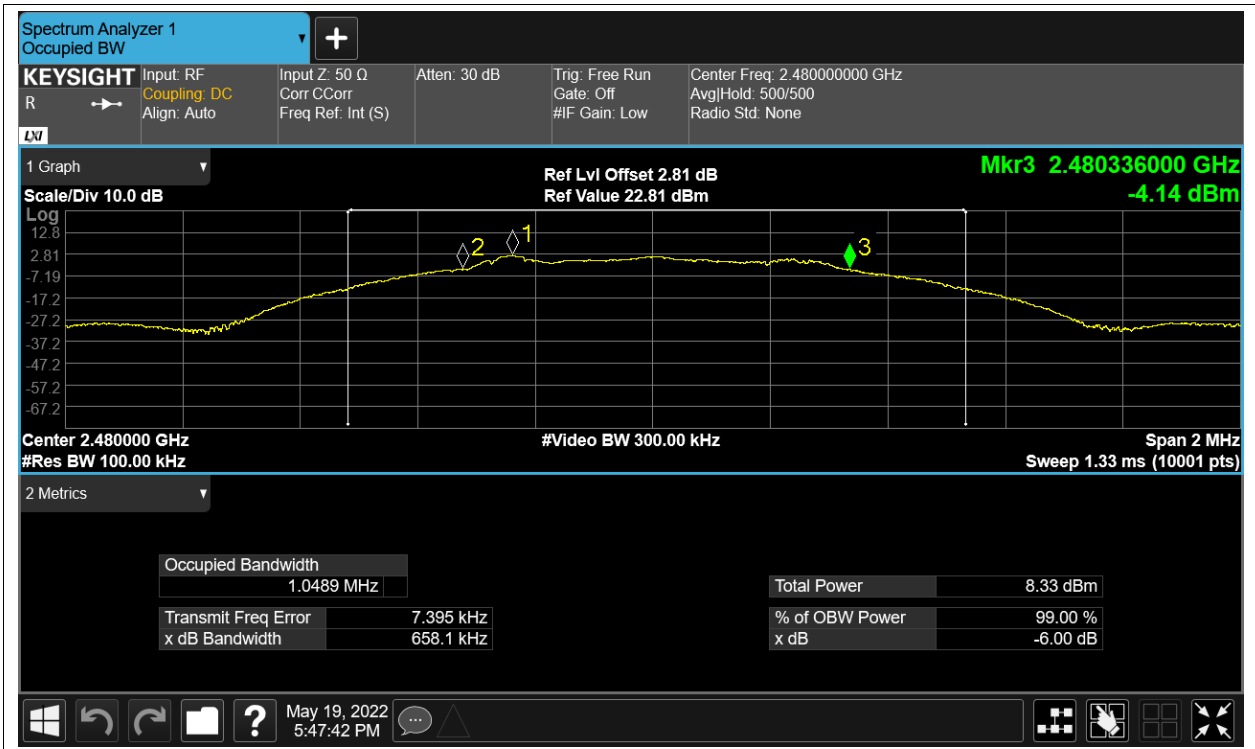 Spectrum Analyzer 1
Occupied BW
KEYSIGHT
R
LXI
Input: RF
Coupling: DC
Align: Auto
Input Z: 50 Ω
Corr CCorr
Freq Ref: Int (S)
Atten: 30 dB
Trig: Free Run
Gate: Off
#IF Gain: Low
Center Freq: 2.480000000 GHz
Avg|Hold: 500/500
Radio Std: None
1 Graph
Scale/Div 10.0 dB
Ref Lvl Offset 2.81 dB
Ref Value 22.81 dBm
Mkr3 2.480336000 GHz
-4.14 dBm
Log
12.8
2.81
-7.19
-17.2
-27.2
-37.2
-47.2
-57.2
-67.2
2
1
3
Center 2.480000 GHz
#Res BW 100.00 kHz
#Video BW 300.00 kHz
Span 2 MHz
Sweep 1.33 ms (10001 pts)
2 Metrics
Occupied Bandwidth
1.0489 MHz
Transmit Freq Error 7.395 kHz
x dB Bandwidth 658.1 kHz
Total Power 8.33 dBm
% of OBW Power 99.00 %
x dB -6.00 dB
?
May 19, 2022
5:47:42 PM